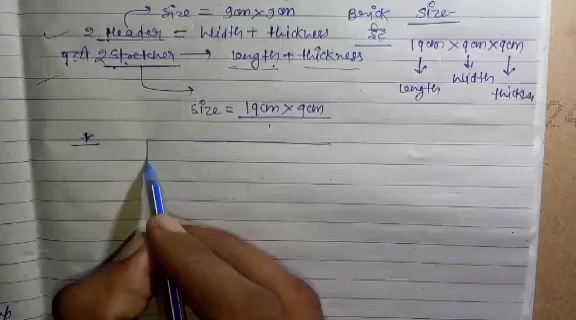 size = 9cm × 9cm
Brick Size
2 Header = Width + thickness
19cm × 9cm × 9cm
2 Stretcher → length + thickness
length
width
thickness
size = 19cm × 9cm
*